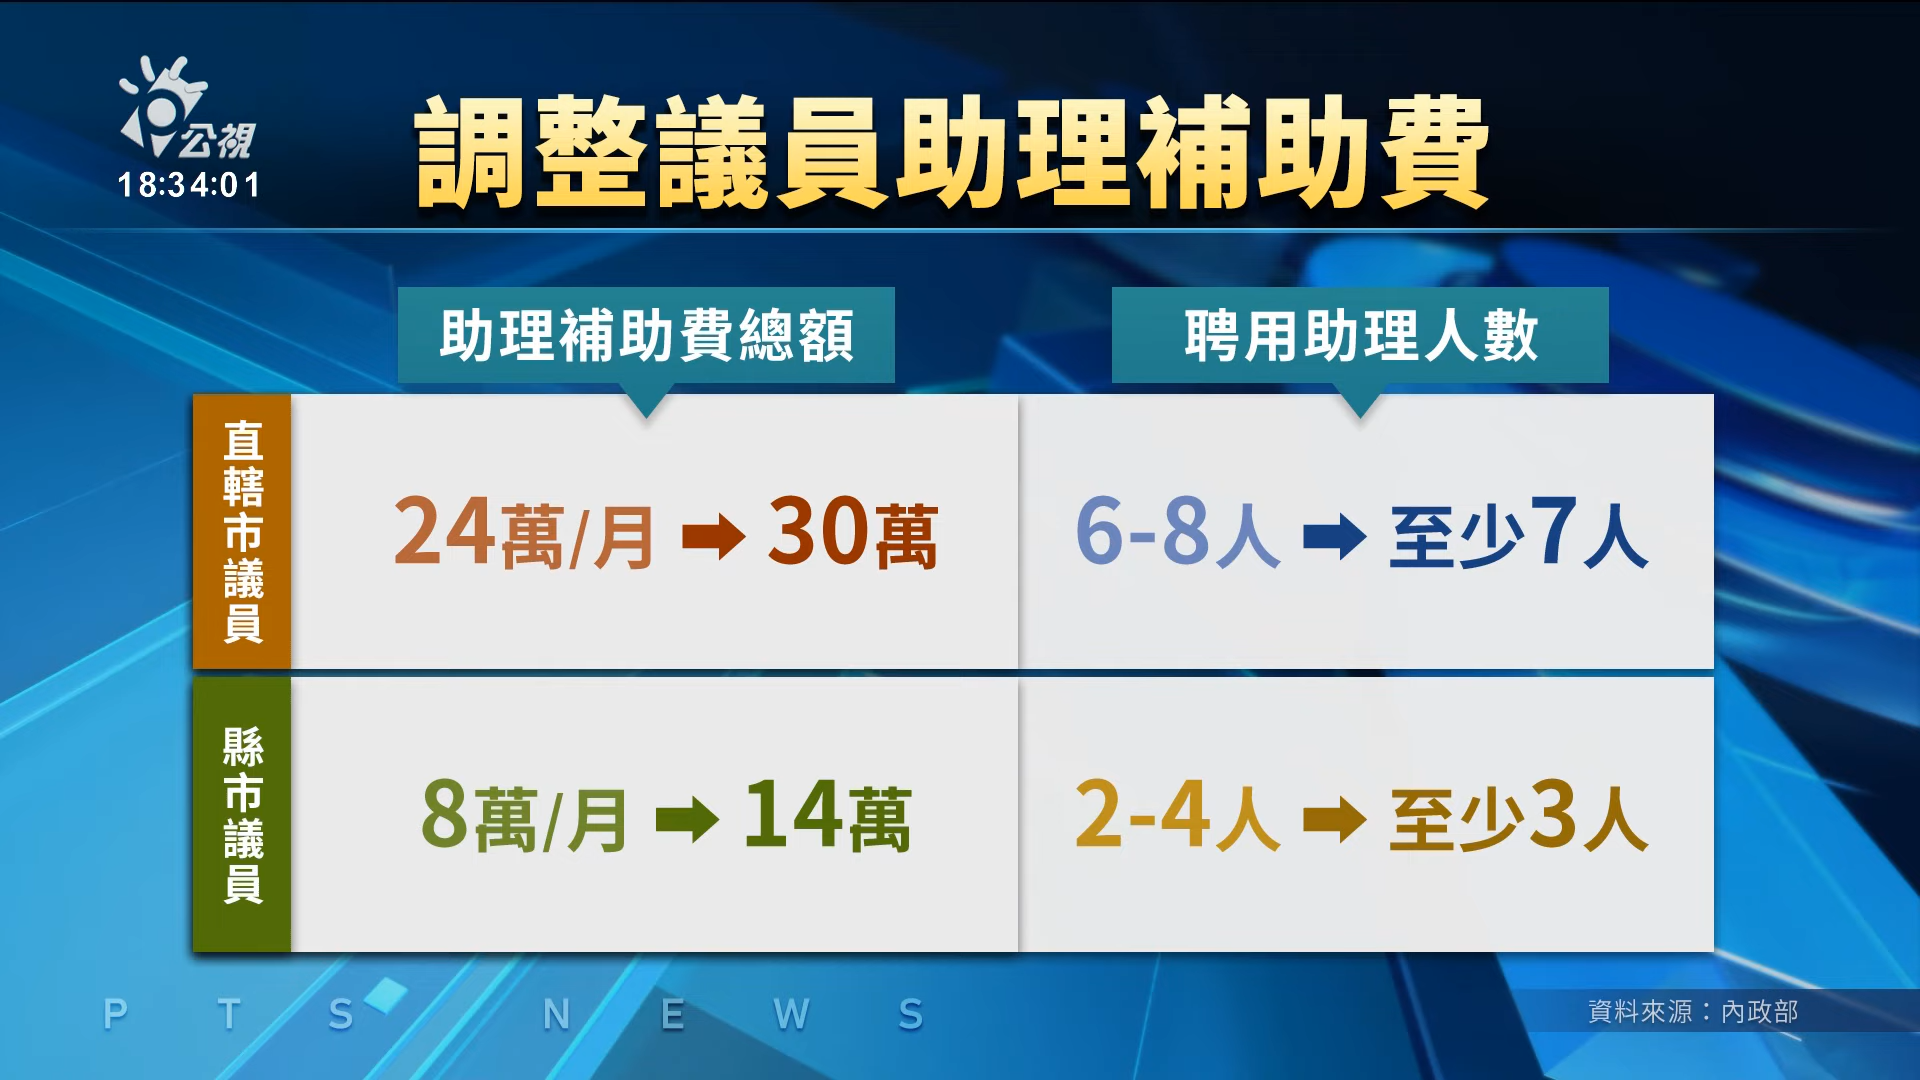 公視
18:34:01
調整議員助理補助費
助理補助費總額
聘用助理人數
直轄市議員
24萬/月 ➡ 30萬
6-8人 ➡ 至少7人
縣市議員
8萬/月 ➡ 14萬
2-4人 ➡ 至少3人
PTS NEWS
資料來源：內政部